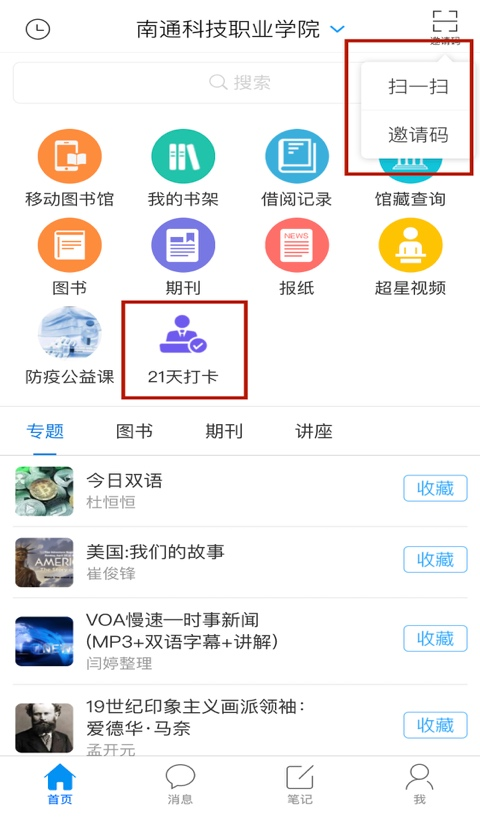 南通科技职业学院
邀请码
搜索
扫一扫
邀请码
移动图书馆
我的书架
借阅记录
馆藏查询
NEWS
图书
期刊
报纸
超星视频
防疫公益课
21天打卡
专题
图书
期刊
讲座
今日双语
杜恒恒
收藏
美国:我们的故事
崔俊锋
收藏
VOA慢速—时事新闻
(MP3+双语字幕+讲解)
闫婷整理
收藏
19世纪印象主义画派领袖:
爱德华·马奈
孟开元
收藏
首页
消息
笔记
我